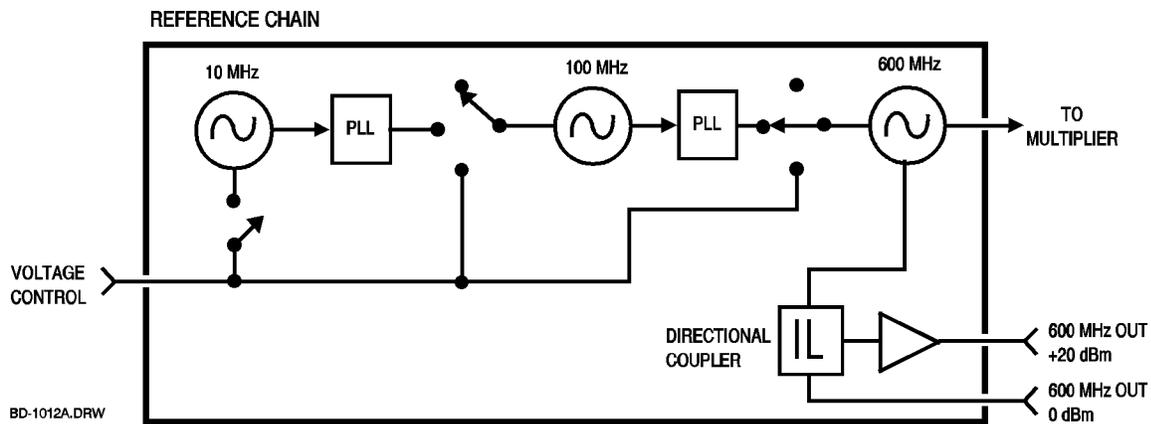 REFERENCE CHAIN
10 MHz
100 MHz
600 MHz
PLL
PLL
TO
MULTIPLIER
VOLTAGE
CONTROL
DIRECTIONAL
COUPLER
IL
600 MHz OUT
+20 dBm
600 MHz OUT
0 dBm
BD-1012A.DRW